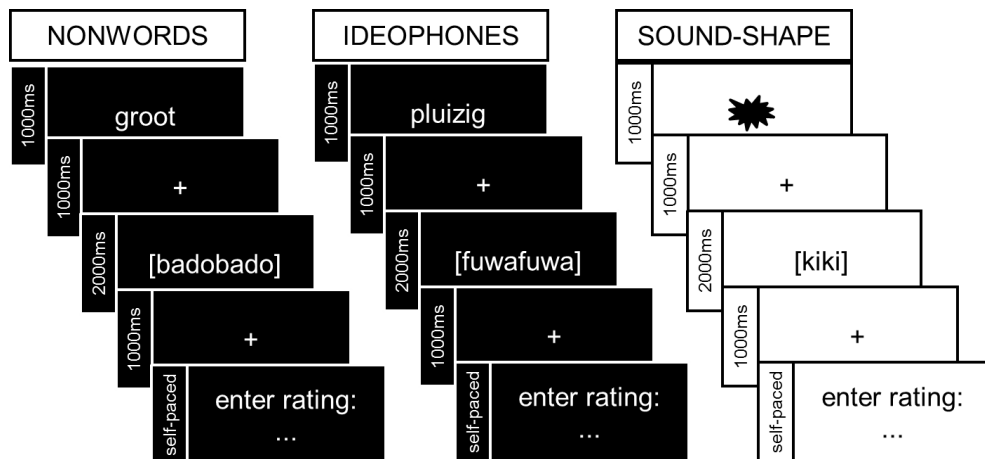 NONWORDS
1000ms
groot
1000ms
+
2000ms
[badobado]
1000ms
+
self-paced
enter rating:
...
IDEOPHONES
1000ms
pluizig
1000ms
+
2000ms
[fuwafuwa]
1000ms
+
self-paced
enter rating:
...
SOUND-SHAPE
1000ms
1000ms
+
2000ms
[kiki]
1000ms
+
self-paced
enter rating:
...